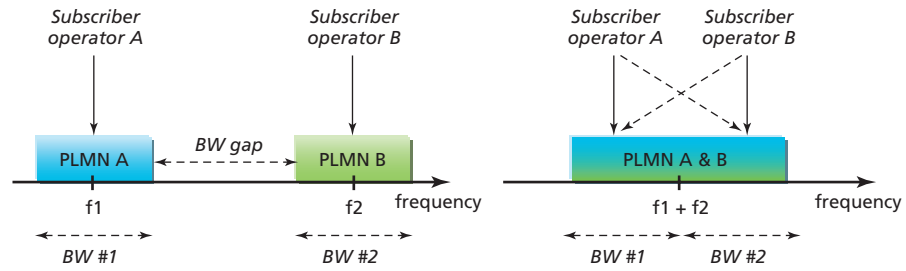 Subscriber
operator A
Subscriber
operator B
BW gap
PLMN A
PLMN B
f1
f2
frequency
BW #1
BW #2
Subscriber
operator A
Subscriber
operator B
PLMN A & B
f1 + f2
frequency
BW #1
BW #2